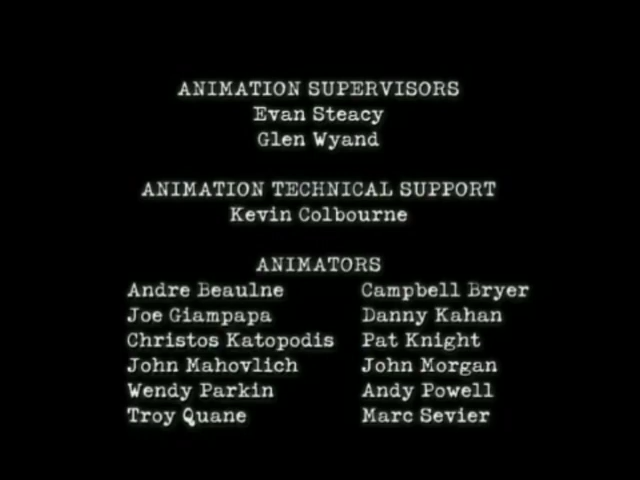 ANIMATION SUPERVISORS
Evan Steacy
Glen Wyand
ANIMATION TECHNICAL SUPPORT
Kevin Colbourne
ANIMATORS
Andre Beaulne Campbell Bryer
Joe Giampapa Danny Kahan
Christos Katopodis Pat Knight
John Mahovlich John Morgan
Wendy Parkin Andy Powell
Troy Quane Marc Sevier